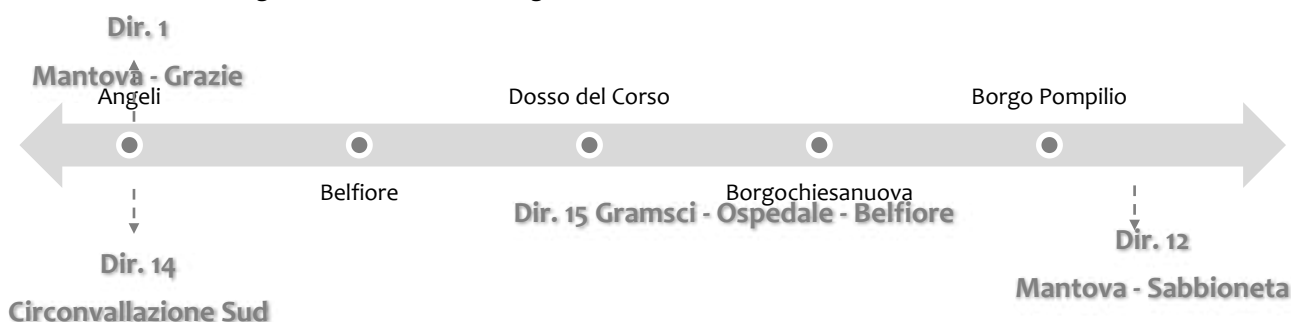 Dir. 1
Mantova - Grazie
Angeli
Dosso del Corso
Borgo Pompilio
Belfiore
Borgochiesanuova
Dir. 15 Gramsci - Ospedale - Belfiore
Dir. 14
Circonvallazione Sud
Dir. 12
Mantova - Sabbioneta